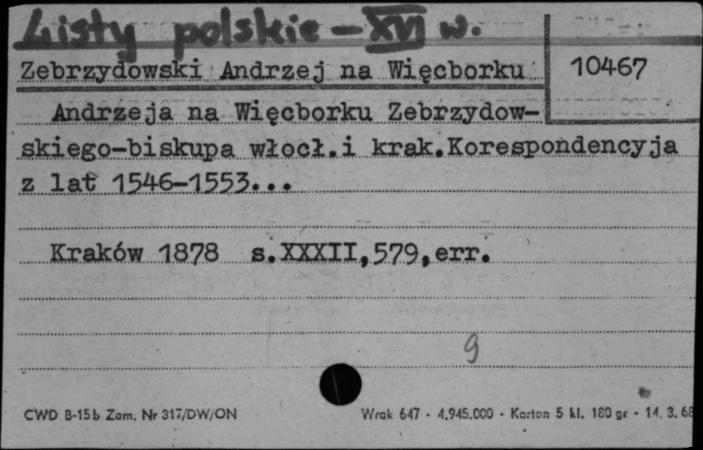 Listy polskie – XVI w.
Zebrzydowski Andrzej na Więcborku
10467
Andrzeja na Więcborku Zebrzydow-
skiego-biskupa włocł.i krak.Korespondencyja
z lat 1546-1553...
Kraków 1878 s.XXXII,579,err.
9
CWD B-15b Zam. Nr 317/DW/ON
Wrak 647 - 4.945.000 - Karton 5 kl. 180 gr - 14. 3. 68